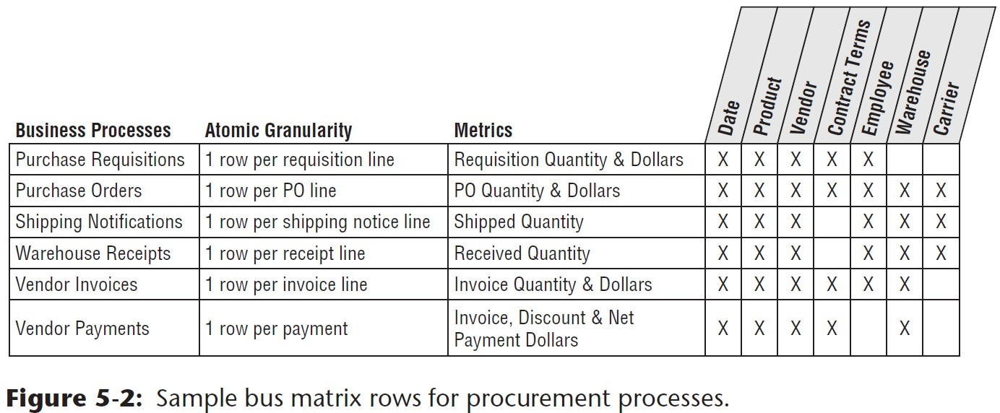 Business Processes Atomic Granularity Metrics Date Product Vendor Contract Terms Employee Warehouse Carrier
Purchase Requisitions 1 row per requisition line Requisition Quantity & Dollars X X X X X
Purchase Orders 1 row per PO line PO Quantity & Dollars X X X X X X X
Shipping Notifications 1 row per shipping notice line Shipped Quantity X X X X X X
Warehouse Receipts 1 row per receipt line Received Quantity X X X X X X
Vendor Invoices 1 row per invoice line Invoice Quantity & Dollars X X X X X X
Vendor Payments 1 row per payment Invoice, Discount & Net
Payment Dollars X X X X X
Figure 5-2: Sample bus matrix rows for procurement processes.